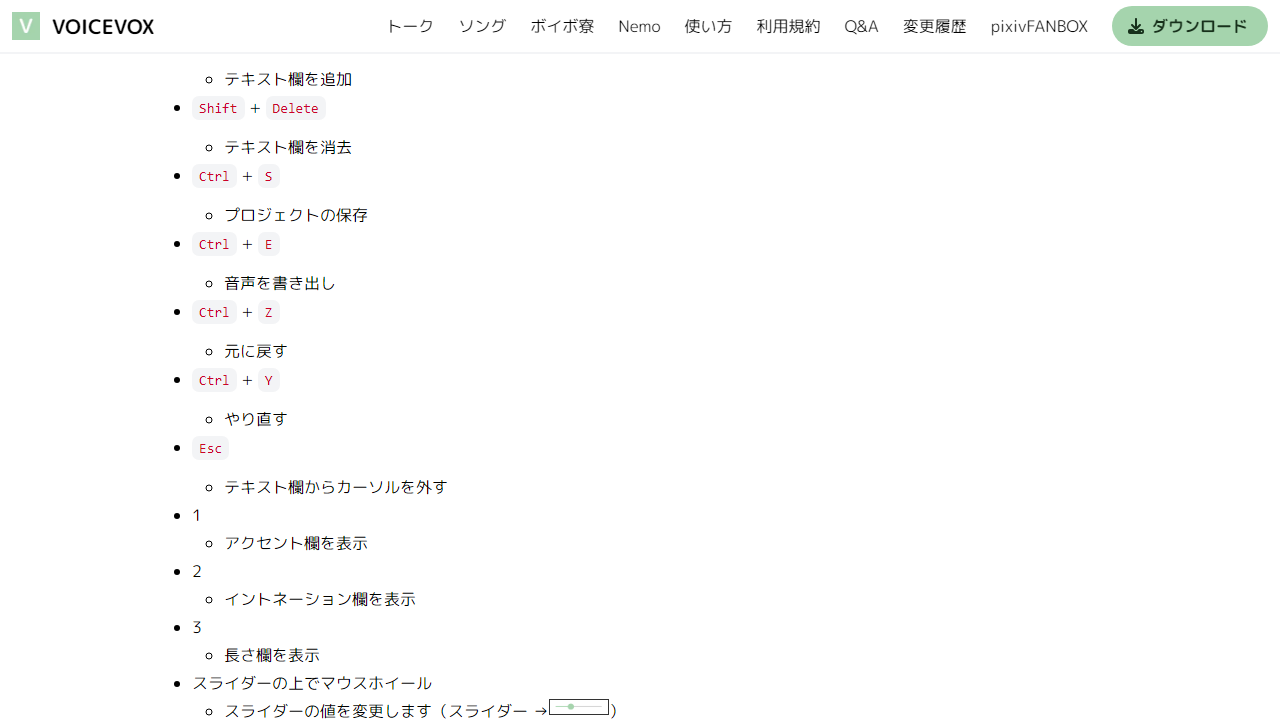 V VOICEVOX トーク ソング ボイボ寮 Nemo 使い方 利用規約 Q&A 変更履歴 pixivFANBOX ダウンロード
テキスト欄を追加
Shift + Delete
テキスト欄を消去
Ctrl + S
プロジェクトの保存
Ctrl + E
音声を書き出し
Ctrl + Z
元に戻す
Ctrl + Y
やり直す
Esc
テキスト欄からカーソルを外す
1
アクセント欄を表示
2
イントネーション欄を表示
3
長さ欄を表示
スライダーの上でマウスホイール
スライダーの値を変更します（スライダー →）